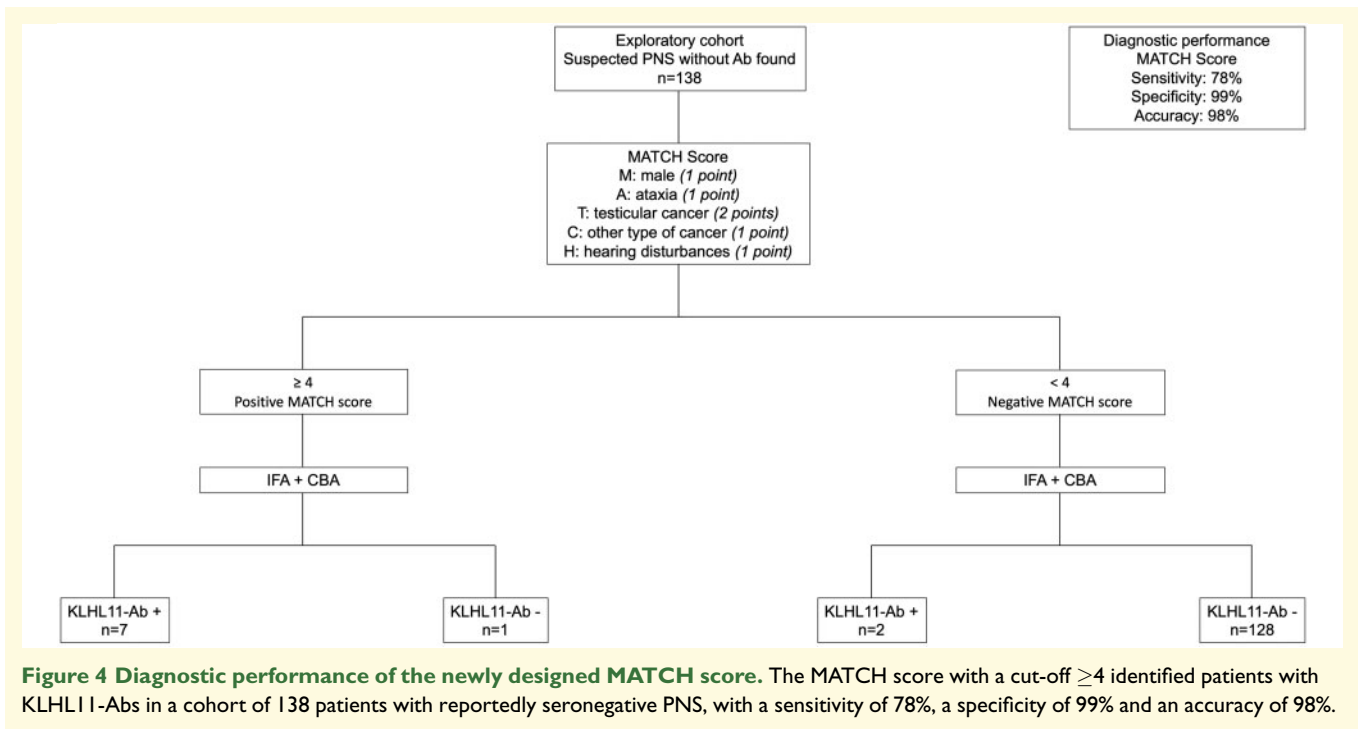 Exploratory cohort
Suspected PNS without Ab found
n=138
Diagnostic performance
MATCH Score
Sensitivity: 78%
Specificity: 99%
Accuracy: 98%
MATCH Score
M: male (1 point)
A: ataxia (1 point)
T: testicular cancer (2 points)
C: other type of cancer (1 point)
H: hearing disturbances (1 point)
≥ 4
Positive MATCH score
< 4
Negative MATCH score
IFA + CBA
IFA + CBA
KLHL11-Ab +
n=7
KLHL11-Ab -
n=1
KLHL11-Ab +
n=2
KLHL11-Ab -
n=128
Figure 4 Diagnostic performance of the newly designed MATCH score. The MATCH score with a cut-off ≥4 identified patients with
KLHL11-Abs in a cohort of 138 patients with reportedly seronegative PNS, with a sensitivity of 78%, a specificity of 99% and an accuracy of 98%.